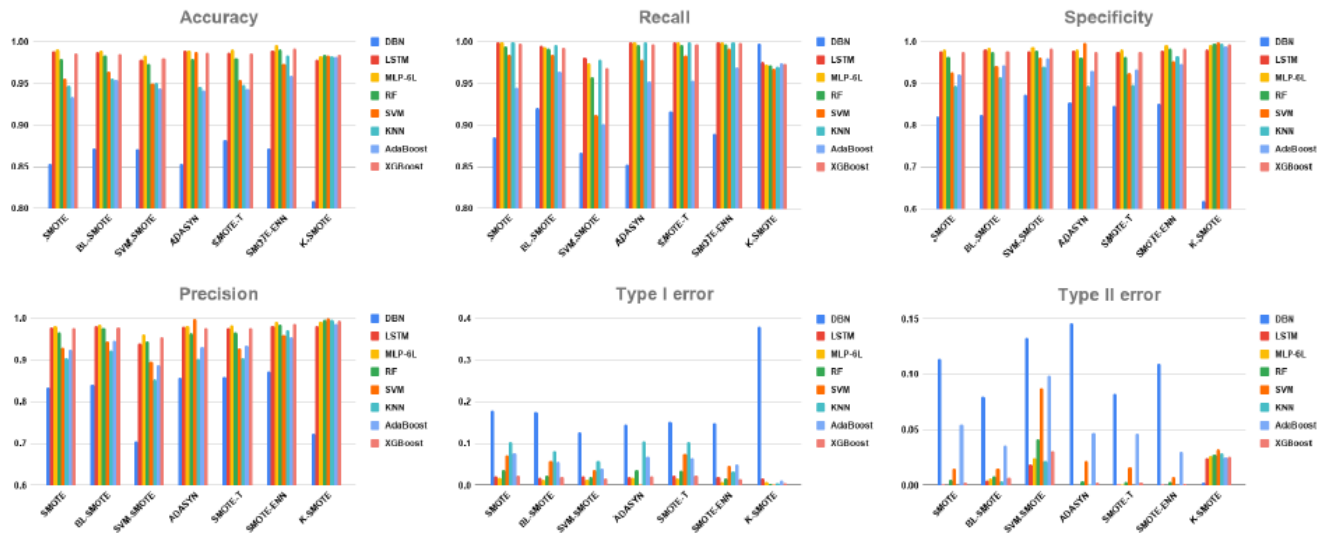 Accuracy
1.00
0.95
0.90
0.85
0.80
SMOTE
BL-SMOTE
SVM-SMOTE
ADASYN
SMOTE-T
SMOTE-ENN
K-SMOTE
DBN
LSTM
MLP-6L
RF
SVM
KNN
AdaBoost
XGBoost
Recall
1.00
0.95
0.90
0.85
0.80
SMOTE
BL-SMOTE
SVM-SMOTE
ADASYN
SMOTE-T
SMOTE-ENN
K-SMOTE
DBN
LSTM
MLP-6L
RF
SVM
KNN
AdaBoost
XGBoost
Specificity
1.0
0.9
0.8
0.7
0.6
SMOTE
BL-SMOTE
SVM-SMOTE
ADASYN
SMOTE-T
SMOTE-ENN
K-SMOTE
DBN
LSTM
MLP-6L
RF
SVM
KNN
AdaBoost
XGBoost
Precision
1.0
0.9
0.8
0.7
0.6
SMOTE
BL-SMOTE
SVM-SMOTE
ADASYN
SMOTE-T
SMOTE-ENN
K-SMOTE
DBN
LSTM
MLP-6L
RF
SVM
KNN
AdaBoost
XGBoost
Type I error
0.4
0.3
0.2
0.1
0.0
SMOTE
BL-SMOTE
SVM-SMOTE
ADASYN
SMOTE-T
SMOTE-ENN
K-SMOTE
DBN
LSTM
MLP-6L
RF
SVM
KNN
AdaBoost
XGBoost
Type II error
0.15
0.10
0.05
0.00
SMOTE
BL-SMOTE
SVM-SMOTE
ADASYN
SMOTE-T
SMOTE-ENN
K-SMOTE
DBN
LSTM
MLP-6L
RF
SVM
KNN
AdaBoost
XGBoost